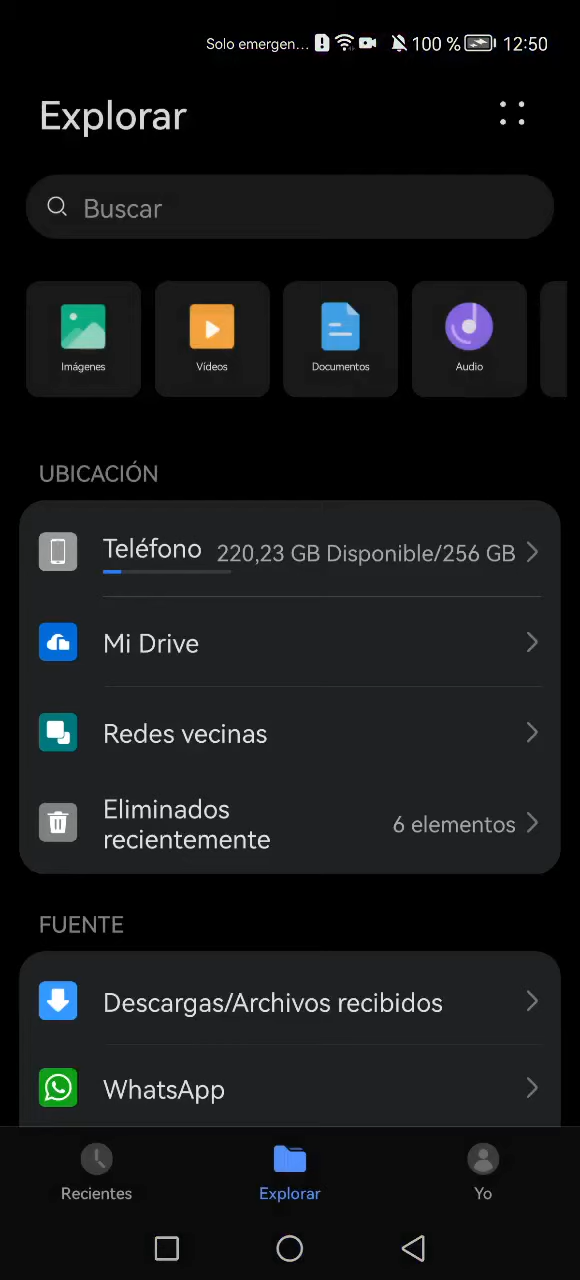 Solo emergen... 100 % 12:50
Explorar
Buscar
Imágenes Vídeos Documentos Audio
UBICACIÓN
Teléfono 220,23 GB Disponible/256 GB
Mi Drive
Redes vecinas
Eliminados
recientemente
6 elementos
FUENTE
Descargas/Archivos recibidos
WhatsApp
Recientes Explorar Yo